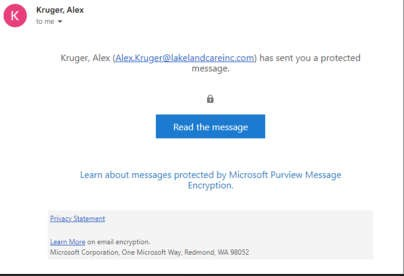 Kruger, Alex
to me
K
Kruger, Alex (Alex.Kruger@lakelandcareinc.com) has sent you a protected
message.
Read the message
Learn about messages protected by Microsoft Purview Message
Encryption.
Privacy Statement
Learn More on email encryption.
Microsoft Corporation, One Microsoft Way, Redmond, WA 98052